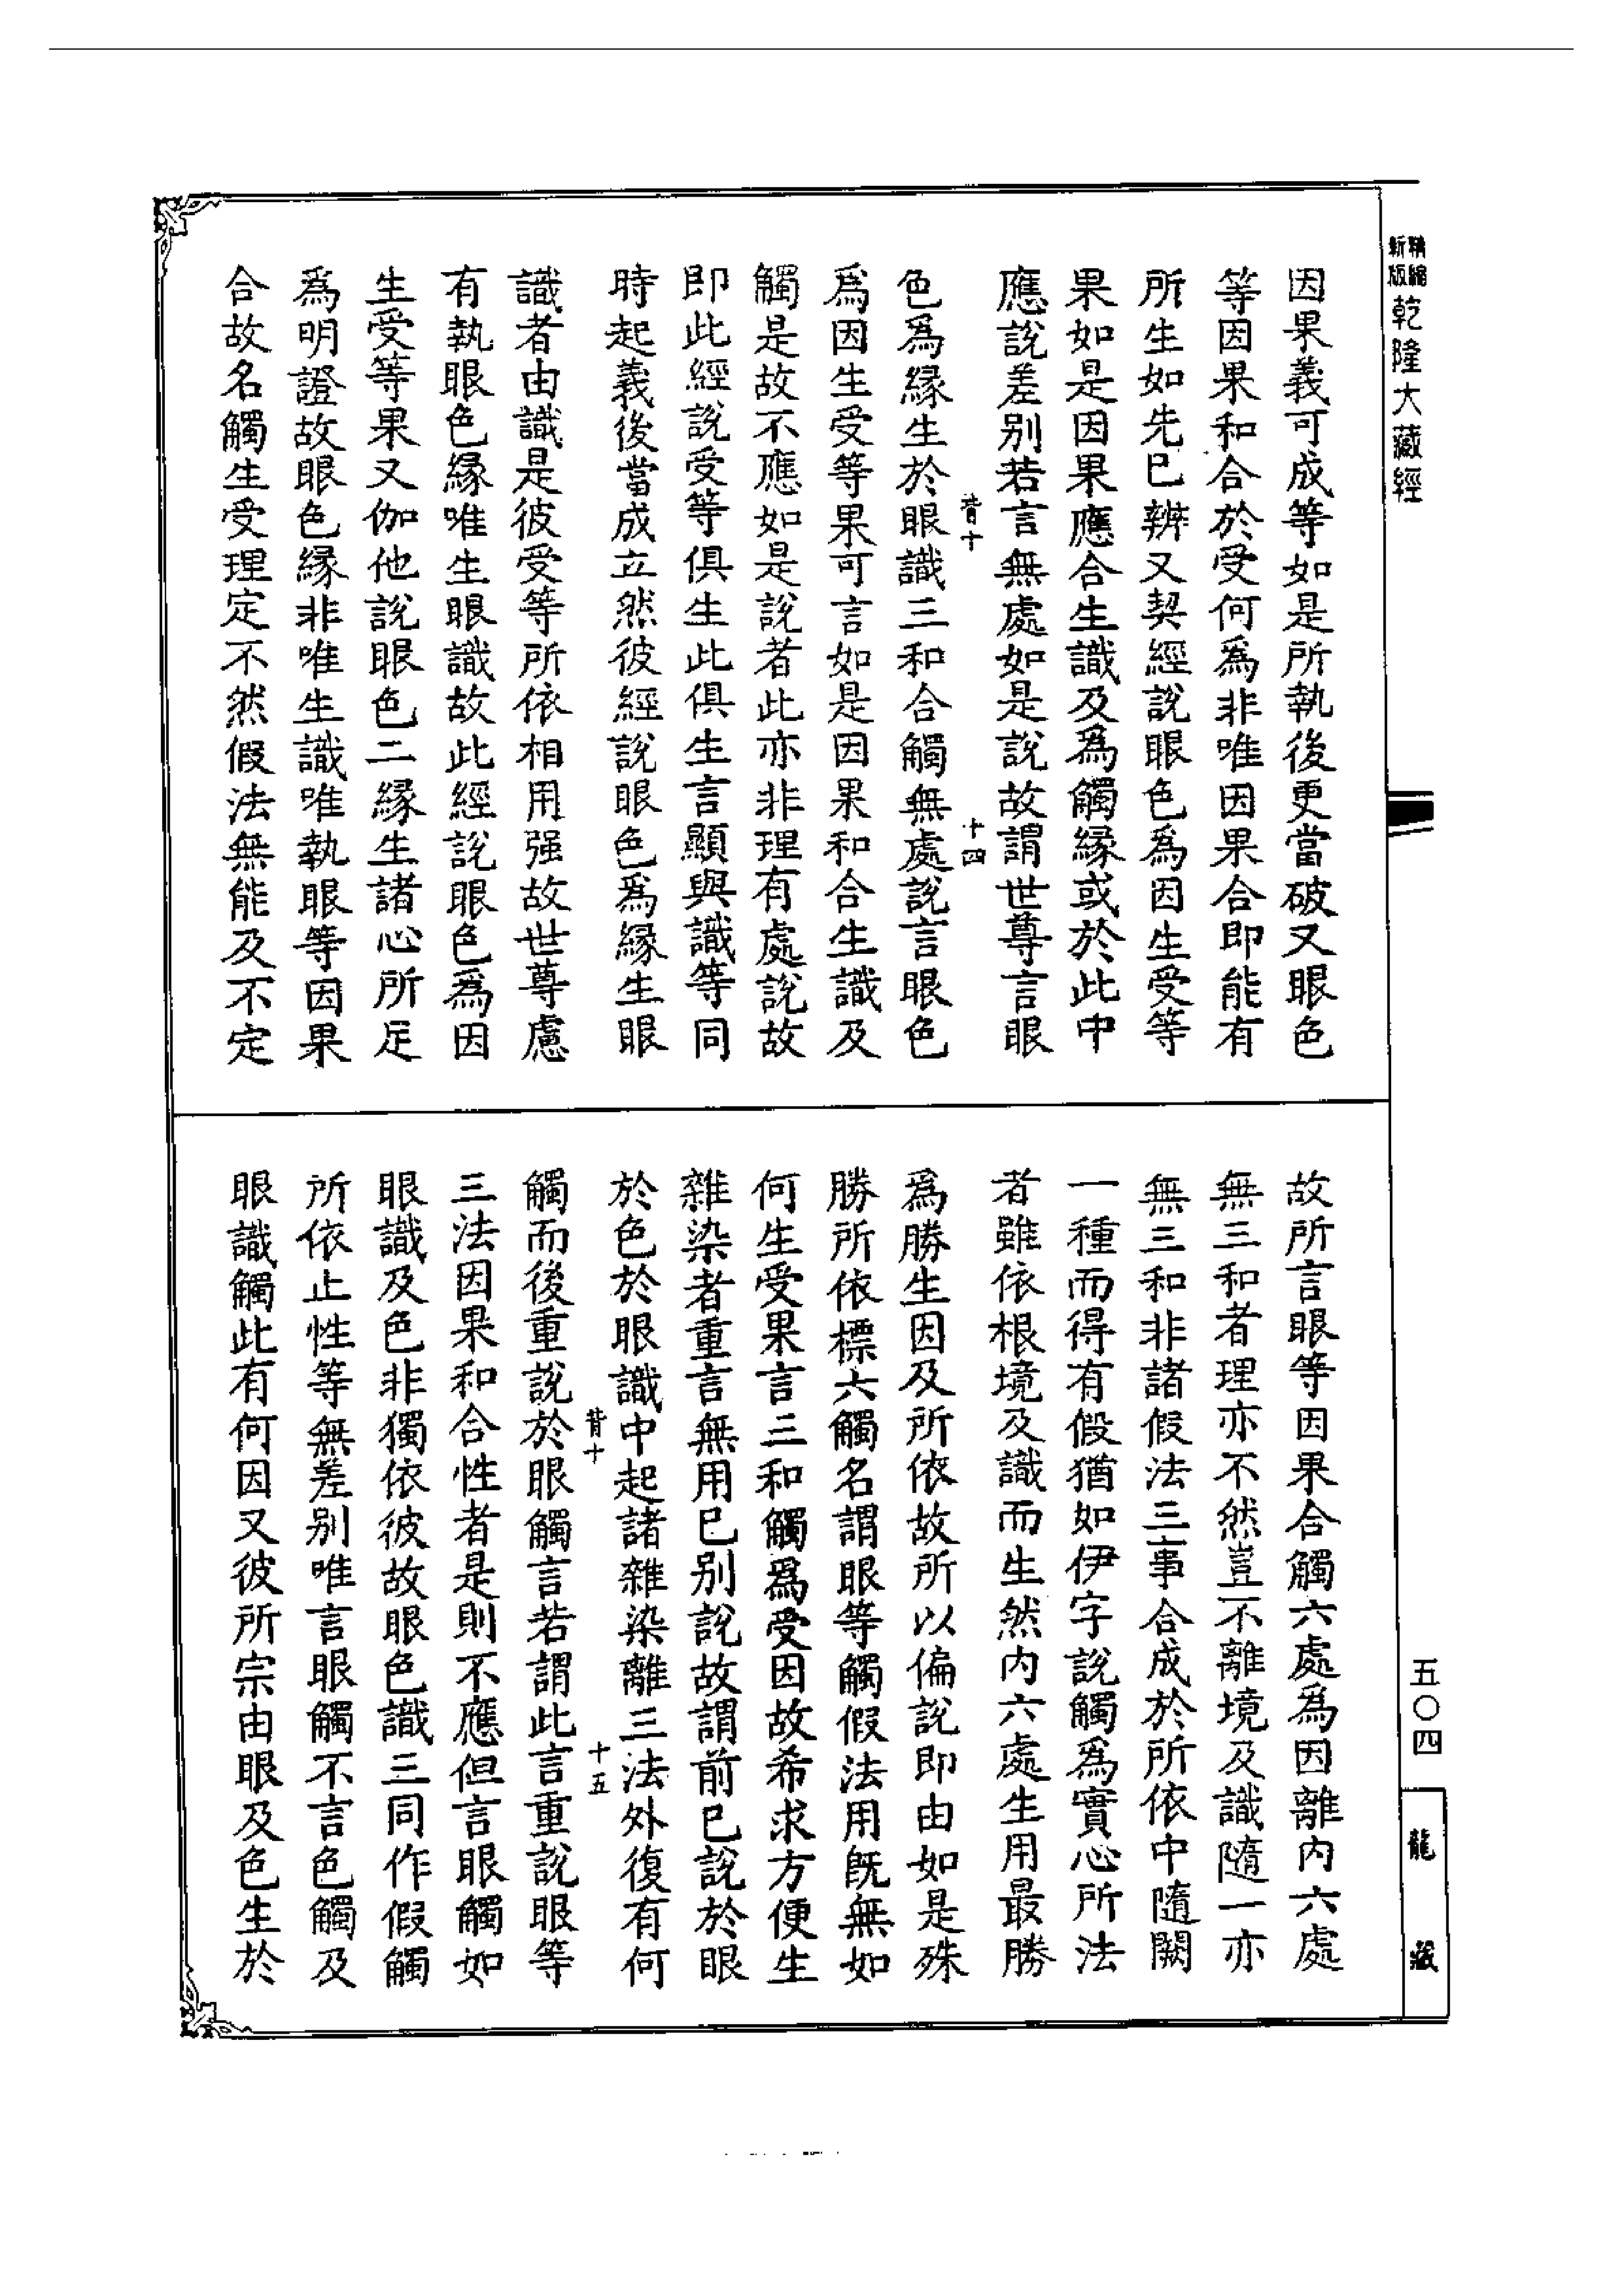 精縮新版乾隆大藏經
因果義可成等如是所執後更當破又眼色
等因果和合於受何爲非唯因果合即能有
所生如先已辨又契經說眼色爲因生受等
果如是因果應合生識及爲觸緣或於此中
應說差別若言無處如是說故謂世尊言眼
十四
色爲緣生於眼識三和合觸無處說言眼色
爲因生受等果可言如是因果和合生識及
觸是故不應如是說者此亦非理有處說故
即此經說受等俱生此俱生言顯與識等同
時起義後當成立然彼經說眼色爲緣生眼
識者由識是彼受等所依相用强故世尊慮
有執眼色緣唯生眼識故此經說眼色爲因
生受等果又伽他說眼色二緣生諸心所足
爲明證故眼色緣非唯生識唯執眼等因果
合故名觸生受理定不然假法無能及不定
故所言眼等因果合觸六處爲因離內六處
無三和者理亦不然豈不離境及識隨一亦
無三和非諸假法三事合成於所依中隨闕
一種而得有假猶如伊字說觸爲實心所法
者雖依根境及識而生然內六處生用最勝
爲勝生因及所依故所以偏說即由如是殊
勝所依標六觸名謂眼等觸假法用既無如
何生受果言三和觸爲受因故希求方便生
雜染者重言無用已別說故謂前已說於眼
於色於眼識中起諸雜染離三法外復有何
十五
觸而後重說於眼觸言若謂此言重說眼等
三法因果和合性者是則不應但言眼觸如
眼識及色非獨依彼故眼色識三同作假觸
所依止性等無差別唯言眼觸不言色觸及
眼識觸此有何因又彼所宗由眼及色生於
五〇四
龍藏